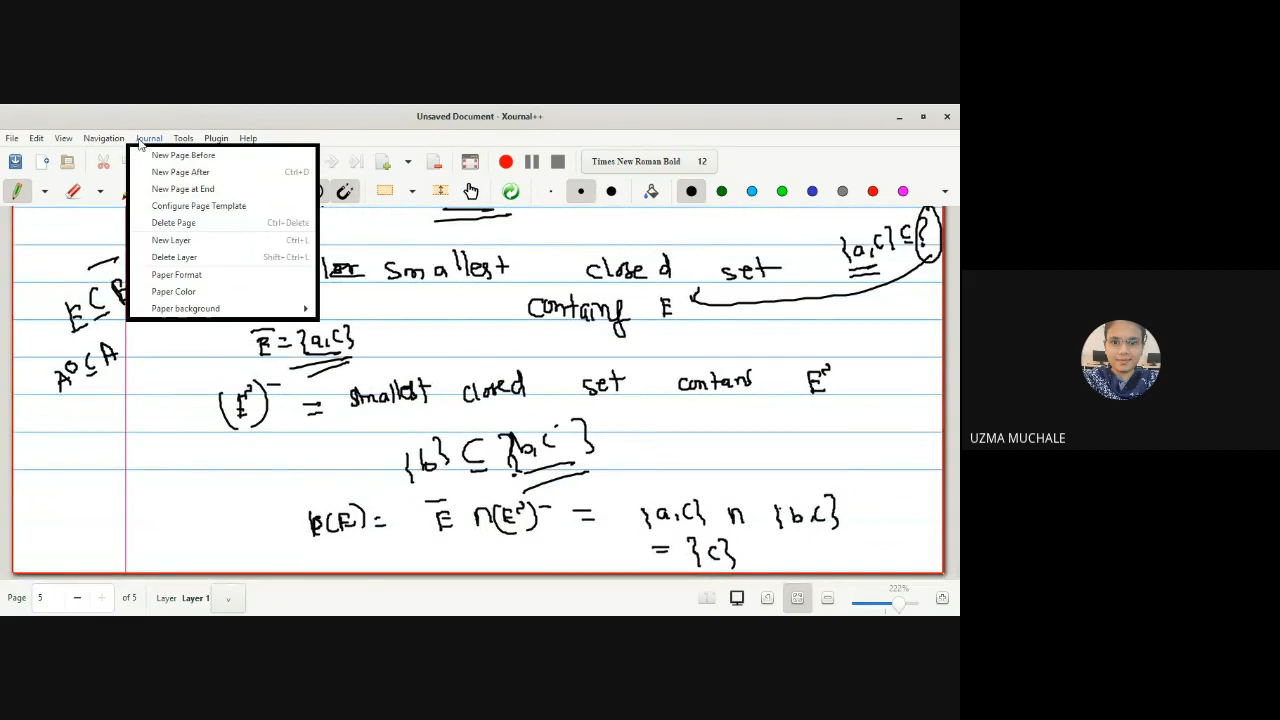 Unsaved Document - Xournal++
File Edit View Navigation Journal Tools Plugin Help
New Page Before
New Page After Ctrl+D
New Page at End
Configure Page Template
Delete Page Ctrl+Delete
New Layer Ctrl+L
Delete Layer Shift+Ctrl+L
Paper Format
Paper Color
Paper background
Times New Roman Bold 12
{a,c} ⊆ ?
smallest closed set
containg E
E ⊆
A⁰ ⊆ A
E̅ = {a,c}
= smallest closed set contans
{b} ⊆ {b,c}
b(E) = E̅ ∩ = {a,c} ∩ {b,c}
= {c}
Page 5 of 5 Layer Layer 1
222%
UZMA MUCHALE